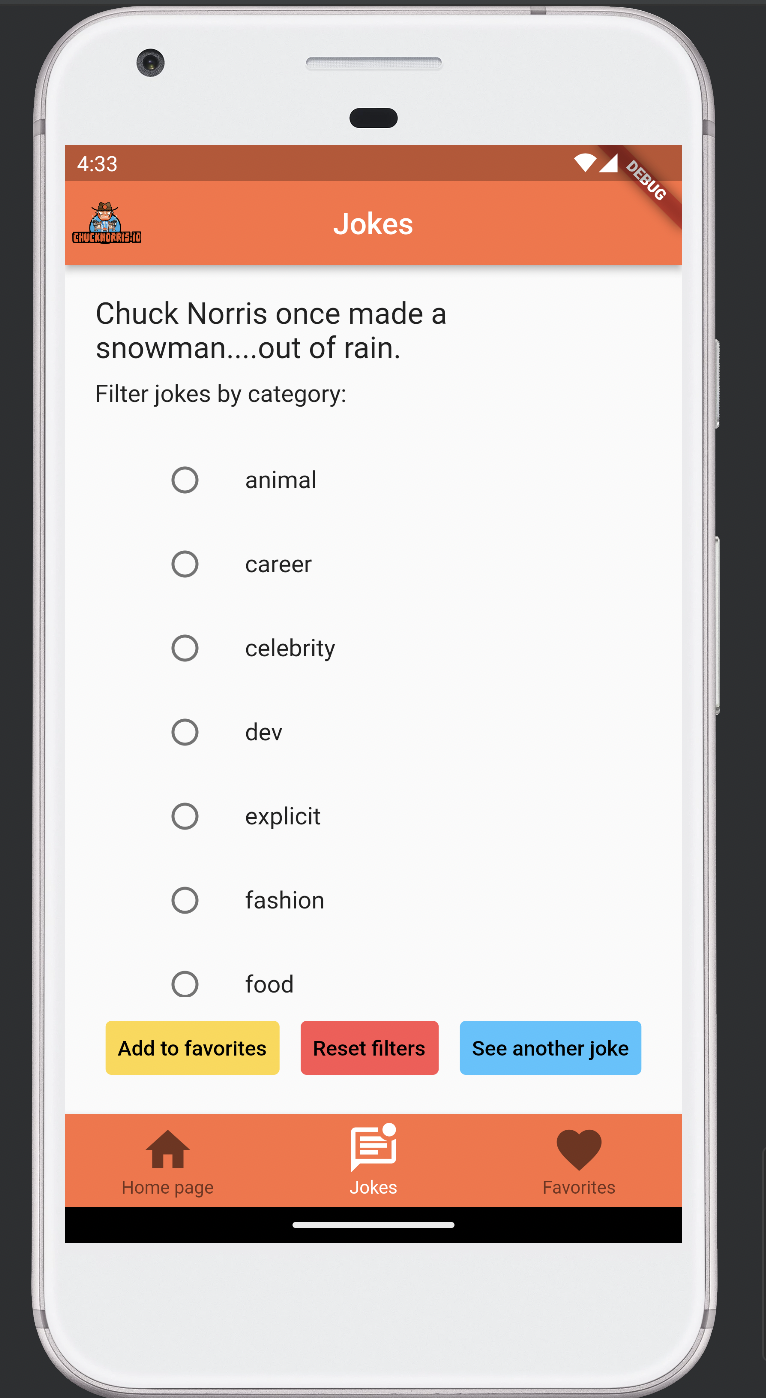 4:33
DEBUG
CHUCKNORRIS.IO
Jokes
Chuck Norris once made a
snowman....out of rain.
Filter jokes by category:
animal
career
celebrity
dev
explicit
fashion
food
Add to favorites
Reset filters
See another joke
Home page
Jokes
Favorites